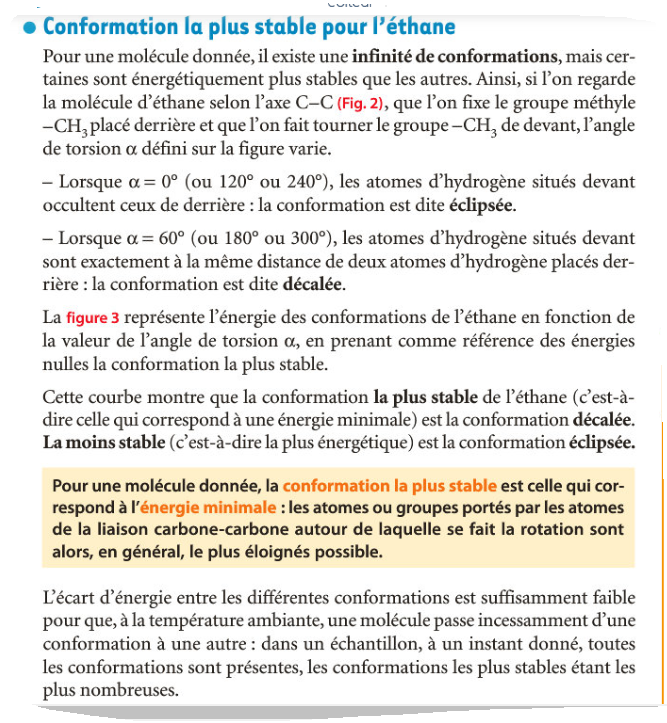 Conformation la plus stable pour l'éthane
Pour une molécule donnée, il existe une infinité de conformations, mais cer-
taines sont énergétiquement plus stables que les autres. Ainsi, si l'on regarde
la molécule d'éthane selon l'axe C–C (Fig. 2), que l'on fixe le groupe méthyle
–CH₃ placé derrière et que l'on fait tourner le groupe –CH₃ de devant, l'angle
de torsion α défini sur la figure varie.
– Lorsque α = 0° (ou 120° ou 240°), les atomes d'hydrogène situés devant
occultent ceux de derrière : la conformation est dite éclipsée.
– Lorsque α = 60° (ou 180° ou 300°), les atomes d'hydrogène situés devant
sont exactement à la même distance de deux atomes d'hydrogène placés der-
rière : la conformation est dite décalée.
La figure 3 représente l'énergie des conformations de l'éthane en fonction de
la valeur de l'angle de torsion α, en prenant comme référence des énergies
nulles la conformation la plus stable.
Cette courbe montre que la conformation la plus stable de l'éthane (c'est-à-
dire celle qui correspond à une énergie minimale) est la conformation décalée.
La moins stable (c'est-à-dire la plus énergétique) est la conformation éclipsée.
Pour une molécule donnée, la conformation la plus stable est celle qui cor-
respond à l'énergie minimale : les atomes ou groupes portés par les atomes
de la liaison carbone-carbone autour de laquelle se fait la rotation sont
alors, en général, le plus éloignés possible.
L'écart d'énergie entre les différentes conformations est suffisamment faible
pour que, à la température ambiante, une molécule passe incessamment d'une
conformation à une autre : dans un échantillon, à un instant donné, toutes
les conformations sont présentes, les conformations les plus stables étant les
plus nombreuses.